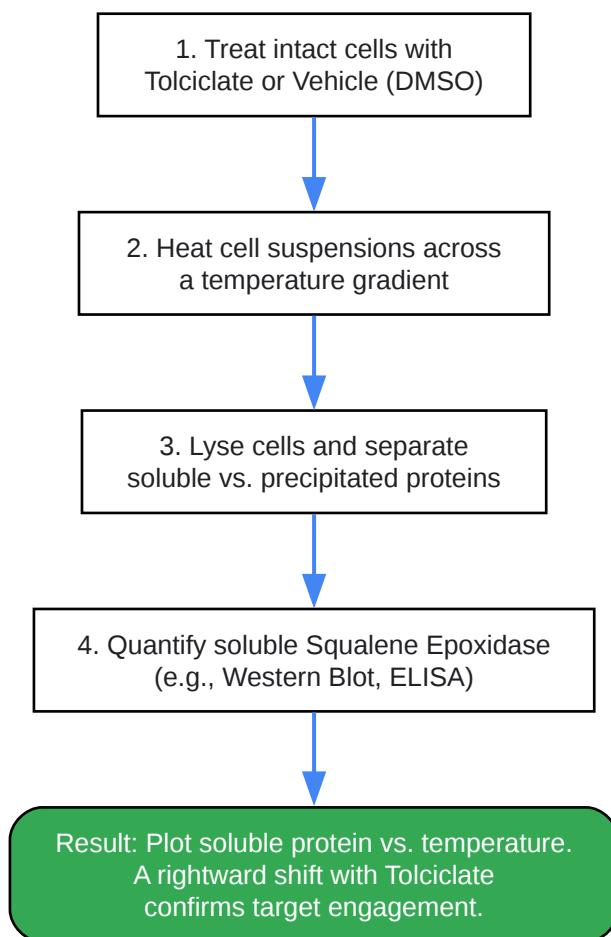 1. Treat intact cells with
Tolciclate or Vehicle (DMSO)
2. Heat cell suspensions across
a temperature gradient
3. Lyse cells and separate
soluble vs. precipitated proteins
4. Quantify soluble Squalene Epoxidase
(e.g., Western Blot, ELISA)
Result: Plot soluble protein vs. temperature.
A rightward shift with Tolciclate
confirms target engagement.